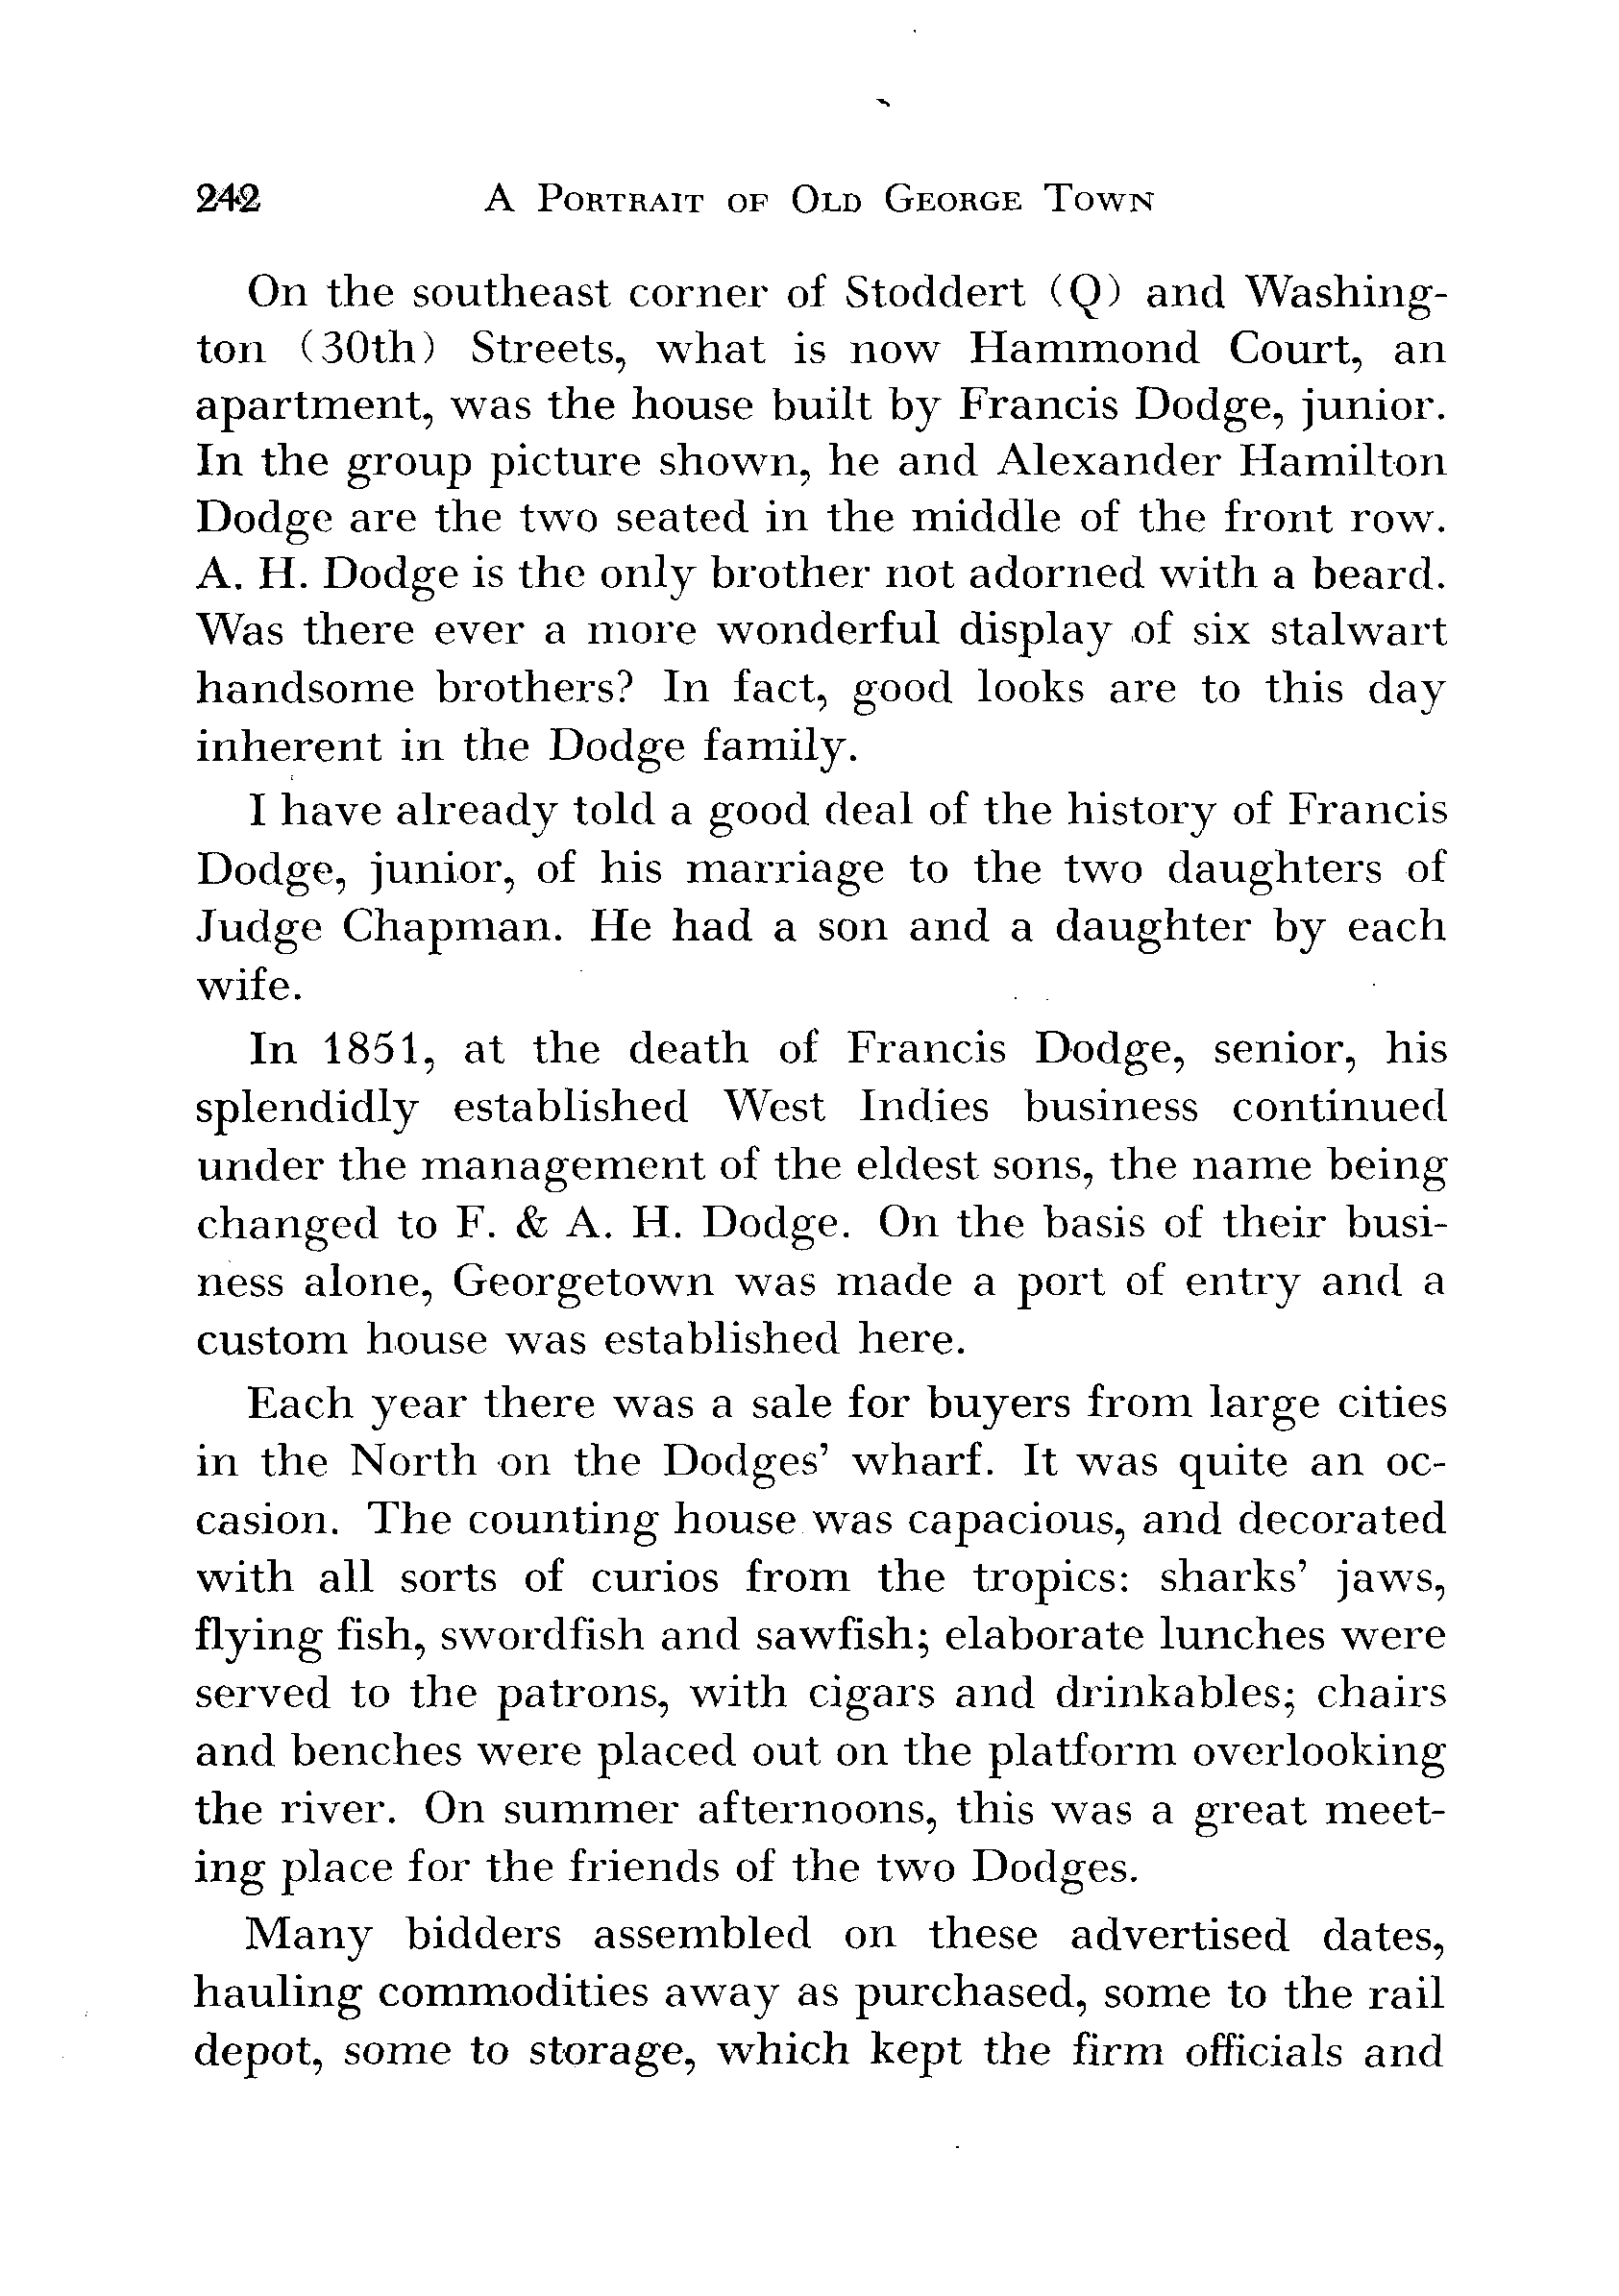 242 A Portrait of Old George Town
On the southeast corner of Stoddert (Q) and Washing-
ton (30th) Streets, what is now Hammond Court, an
apartment, was the house built by Francis Dodge, junior.
In the group picture shown, he and Alexander Hamilton
Dodge are the two seated in the middle of the front row.
A. H. Dodge is the only brother not adorned with a beard.
Was there ever a more wonderful display of six stalwart
handsome brothers? In fact, good looks are to this day
inherent in the Dodge family.
I have already told a good deal of the history of Francis
Dodge, junior, of his marriage to the two daughters of
Judge Chapman. He had a son and a daughter by each
wife.
In 1851, at the death of Francis Dodge, senior, his
splendidly established West Indies business continued
under the management of the eldest sons, the name being
changed to F. & A. H. Dodge. On the basis of their busi-
ness alone, Georgetown was made a port of entry and a
custom house was established here.
Each year there was a sale for buyers from large cities
in the North on the Dodges' wharf. It was quite an oc-
casion. The counting house was capacious, and decorated
with all sorts of curios from the tropics: sharks' jaws,
flying fish, swordfish and sawfish; elaborate lunches were
served to the patrons, with cigars and drinkables; chairs
and benches were placed out on the platform overlooking
the river. On summer afternoons, this was a great meet-
ing place for the friends of the two Dodges.
Many bidders assembled on these advertised dates,
hauling commodities away as purchased, some to the rail
depot, some to storage, which kept the firm officials and